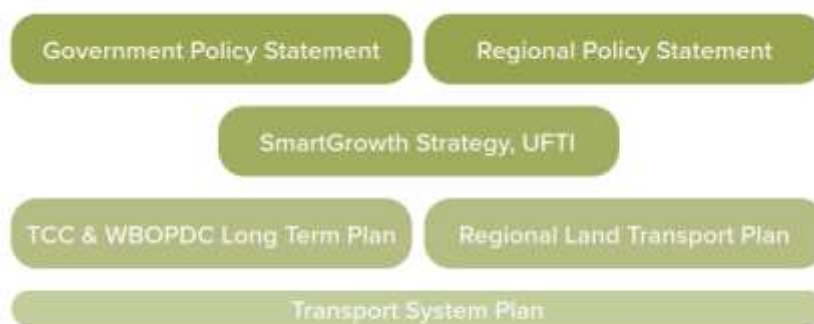 Government Policy Statement
Regional Policy Statement
SmartGrowth Strategy, UFTI
TCC & WBOPDC Long Term Plan
Regional Land Transport Plan
Transport System Plan